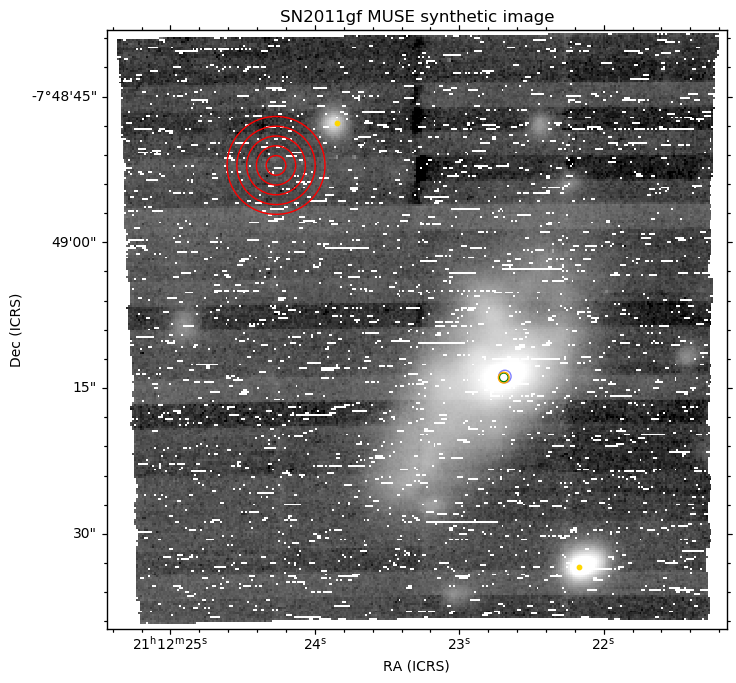 SN2011gf MUSE synthetic image
-7°48'45"
49'00"
15"
30"
Dec (ICRS)
21ʰ12ᵐ25ˢ
24ˢ
23ˢ
22ˢ
RA (ICRS)